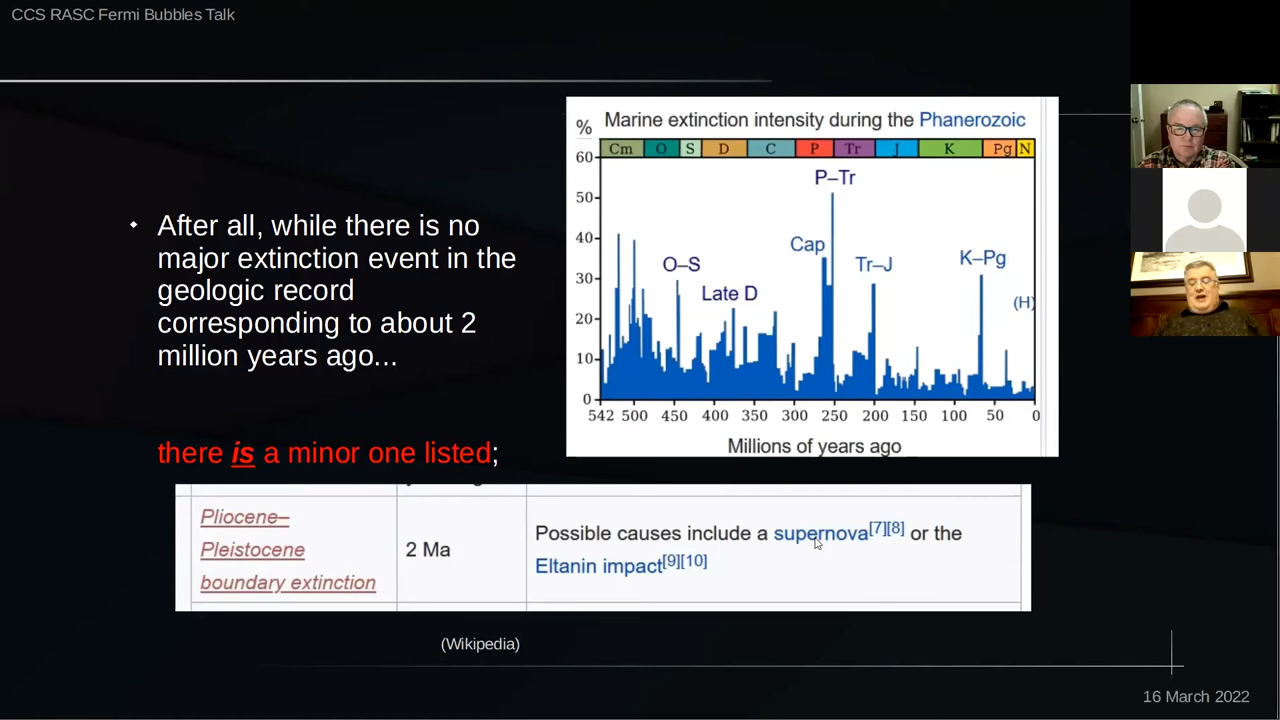 CCS RASC Fermi Bubbles Talk
After all, while there is no
major extinction event in the
geologic record
corresponding to about 2
million years ago...
there is a minor one listed;
% Marine extinction intensity during the Phanerozoic
Cm O S D C P Tr J K Pg N
60
50
40
30
20
10
0
P–Tr
Cap
O–S
Tr–J
K–Pg
Late D
(H)
542 500 450 400 350 300 250 200 150 100 50 0
Millions of years ago
Pliocene–
Pleistocene
boundary extinction
2 Ma
Possible causes include a supernova[7][8] or the
Eltanin impact[9][10]
(Wikipedia)
16 March 2022